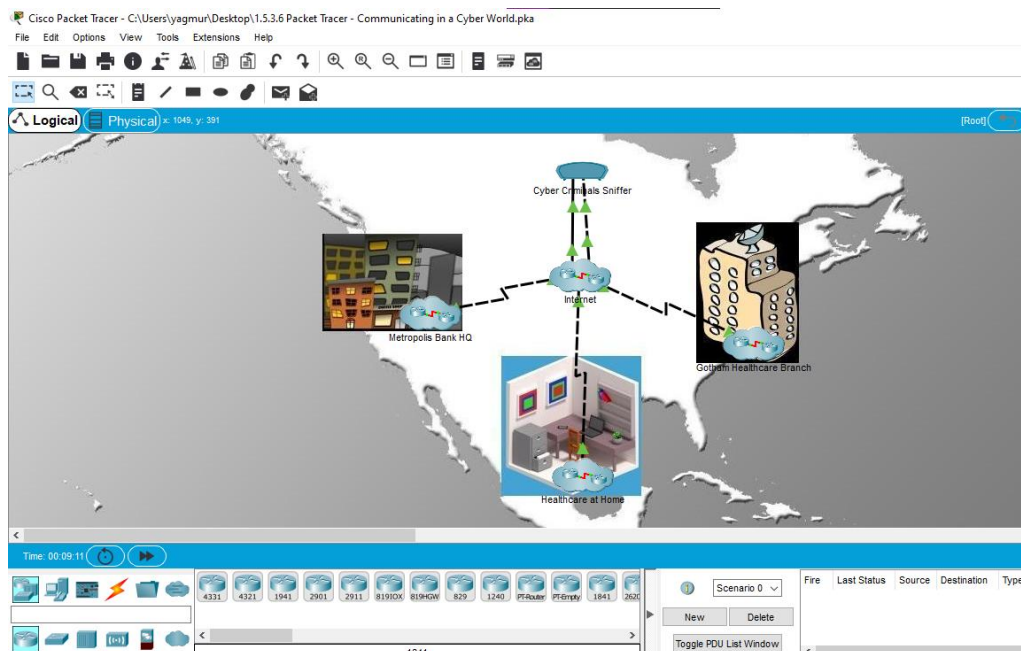 Cisco Packet Tracer - C:\Users\yagmur\Desktop\1.5.3.6 Packet Tracer - Communicating in a Cyber World.pka
File Edit Options View Tools Extensions Help
Logical Physical x: 1049, y: 391 [Root]
Cyber Criminals Sniffer
Internet
Metropolis Bank HQ
Gotham Healthcare Branch
Healthcare at Home
Time: 00:09:11
4331 4321 1941 2901 2911 819IOX 819HGW 829 1240 PT-Router PT-Empty 1841 2620
Scenario 0
Fire Last Status Source Destination Type
New Delete
Toggle PDU List Window